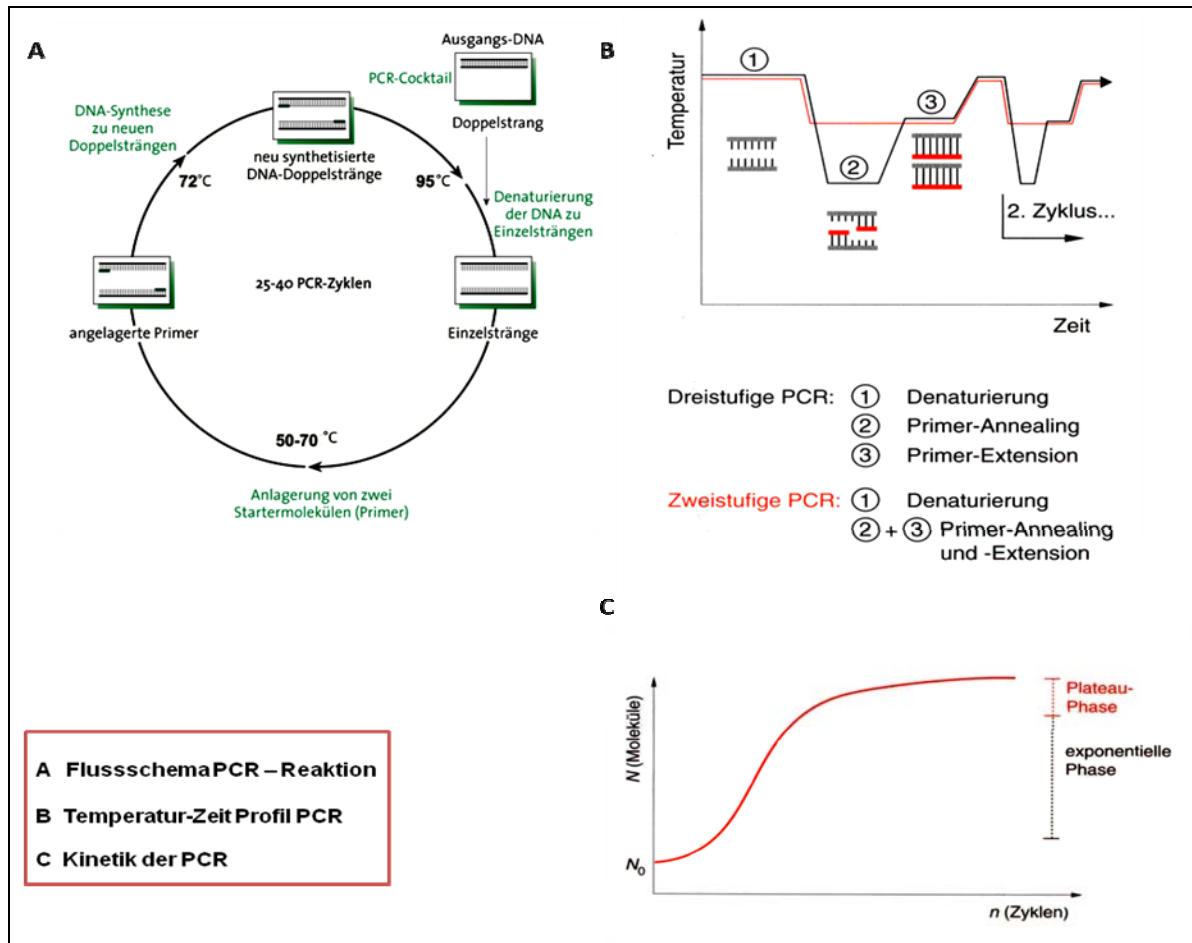 A
Ausgangs-DNA
PCR-Cocktail
Doppelstrang
DNA-Synthese
zu neuen
Doppelsträngen
neu synthetisierte
DNA-Doppelstränge
72°C
95°C
Denaturierung
der DNA zu
Einzelsträngen
25-40 PCR-Zyklen
angelagerte Primer
Einzelstränge
50-70 °C
Anlagerung von zwei
Startermolekülen (Primer)
B
Temperatur
1
2
3
2. Zyklus...
Zeit
Dreistufige PCR: 1 Denaturierung
2 Primer-Annealing
3 Primer-Extension
Zweistufige PCR: 1 Denaturierung
2 + 3 Primer-Annealing
und -Extension
C
N (Moleküle)
N0
n (Zyklen)
Plateau-
Phase
exponentielle
Phase
A Flussschema PCR – Reaktion
B Temperatur-Zeit Profil PCR
C Kinetik der PCR